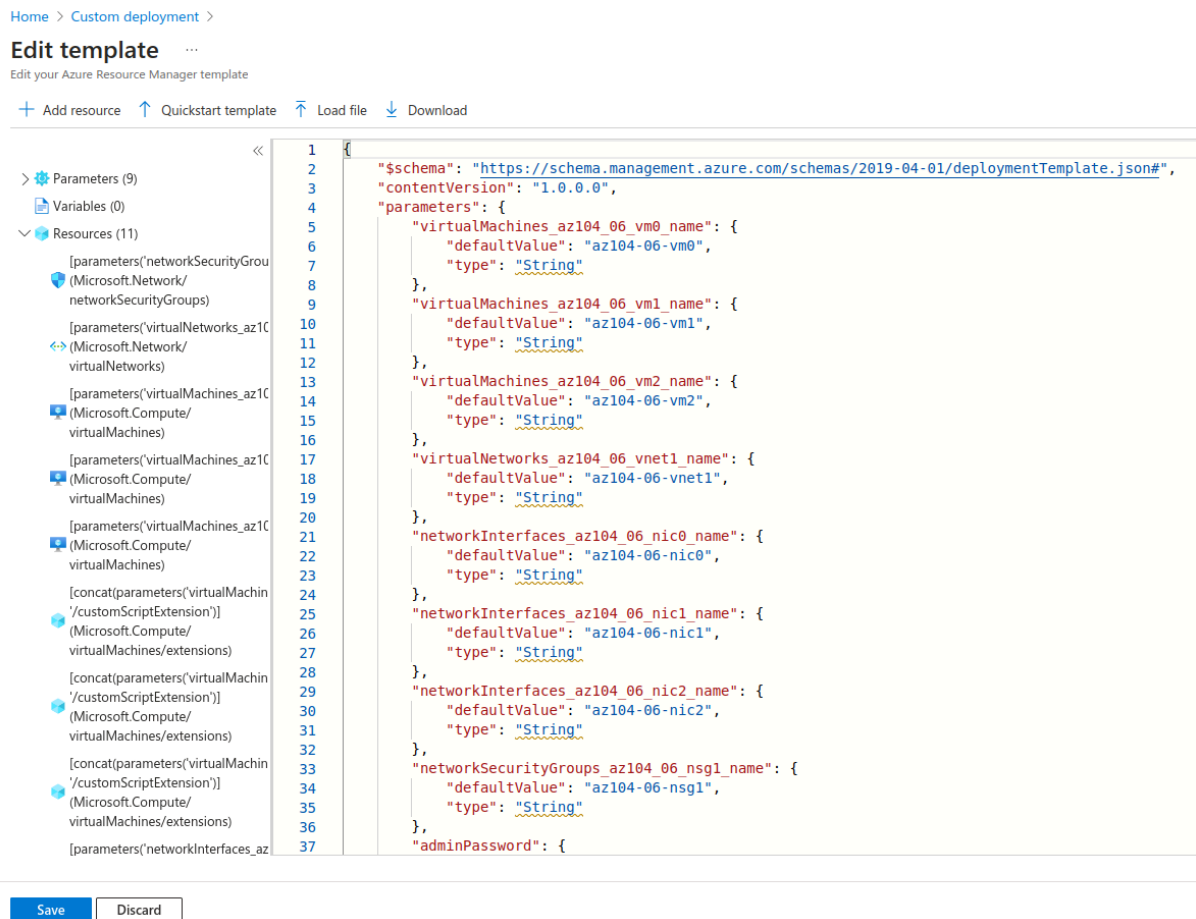 Home > Custom deployment >
Edit template ...
Edit your Azure Resource Manager template
+ Add resource ↑ Quickstart template Load file Download
«
Parameters (9)
Variables (0)
Resources (11)
[parameters('networkSecurityGrou
(Microsoft.Network/
networkSecurityGroups)
[parameters('virtualNetworks_az10
(Microsoft.Network/
virtualNetworks)
[parameters('virtualMachines_az10
(Microsoft.Compute/
virtualMachines)
[parameters('virtualMachines_az10
(Microsoft.Compute/
virtualMachines)
[parameters('virtualMachines_az10
(Microsoft.Compute/
virtualMachines)
[concat(parameters('virtualMachin
'/customScriptExtension')]
(Microsoft.Compute/
virtualMachines/extensions)
[concat(parameters('virtualMachin
'/customScriptExtension')]
(Microsoft.Compute/
virtualMachines/extensions)
[concat(parameters('virtualMachin
'/customScriptExtension')]
(Microsoft.Compute/
virtualMachines/extensions)
[parameters('networkInterfaces_az
1 {
2 "$schema": "https://schema.management.azure.com/schemas/2019-04-01/deploymentTemplate.json#",
3 "contentVersion": "1.0.0.0",
4 "parameters": {
5 "virtualMachines_az104_06_vm0_name": {
6 "defaultValue": "az104-06-vm0",
7 "type": "String"
8 },
9 "virtualMachines_az104_06_vm1_name": {
10 "defaultValue": "az104-06-vm1",
11 "type": "String"
12 },
13 "virtualMachines_az104_06_vm2_name": {
14 "defaultValue": "az104-06-vm2",
15 "type": "String"
16 },
17 "virtualNetworks_az104_06_vnet1_name": {
18 "defaultValue": "az104-06-vnet1",
19 "type": "String"
20 },
21 "networkInterfaces_az104_06_nic0_name": {
22 "defaultValue": "az104-06-nic0",
23 "type": "String"
24 },
25 "networkInterfaces_az104_06_nic1_name": {
26 "defaultValue": "az104-06-nic1",
27 "type": "String"
28 },
29 "networkInterfaces_az104_06_nic2_name": {
30 "defaultValue": "az104-06-nic2",
31 "type": "String"
32 },
33 "networkSecurityGroups_az104_06_nsg1_name": {
34 "defaultValue": "az104-06-nsg1",
35 "type": "String"
36 },
37 "adminPassword": {
Save Discard